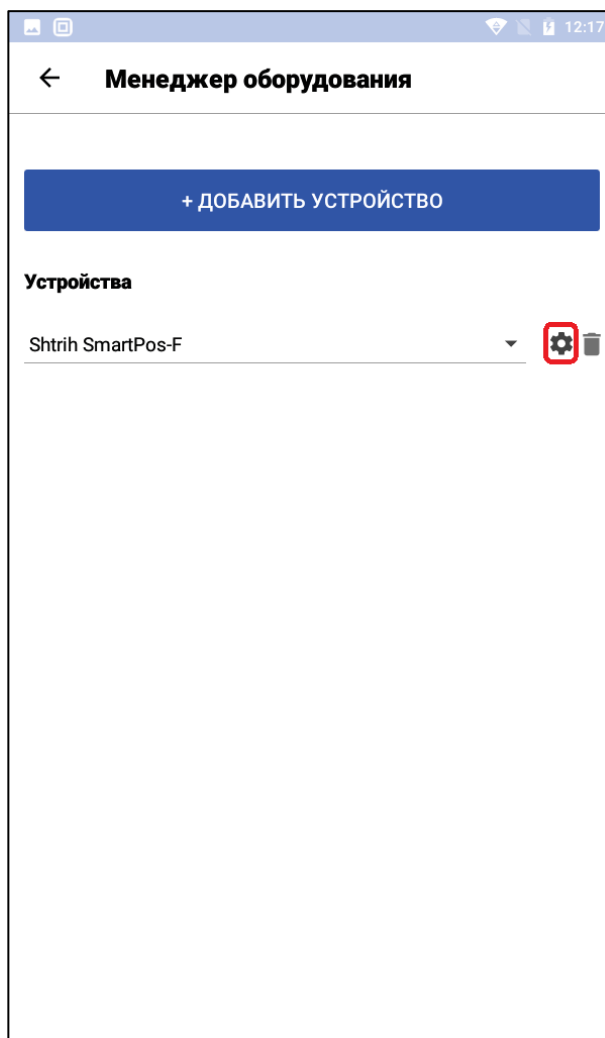 12:17
Менеджер оборудования
+ ДОБАВИТЬ УСТРОЙСТВО
Устройства
Shtrih SmartPos-F